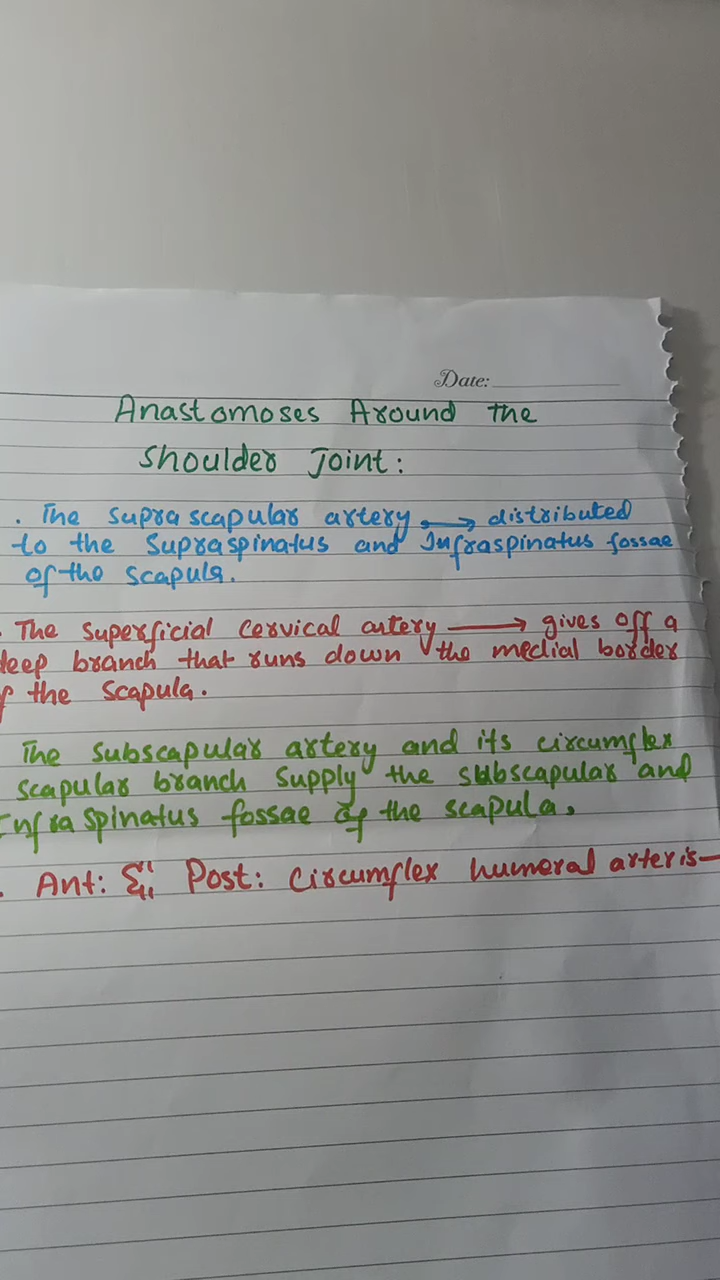 Date:
Anastomoses Around the
Shoulder Joint:
. The Suprascapular artery → distributed
to the Supraspinatus and Infraspinatus fossae
of the scapula.
. The Superficial Cervical artery → gives off a
deep branch that runs down the medial border
of the Scapula.
The Subscapular artery and its circumflex
scapular branch Supply the subscapular and
Infraspinatus fossae of the scapula.
. Ant: & Post: Circumflex humeral arteris-